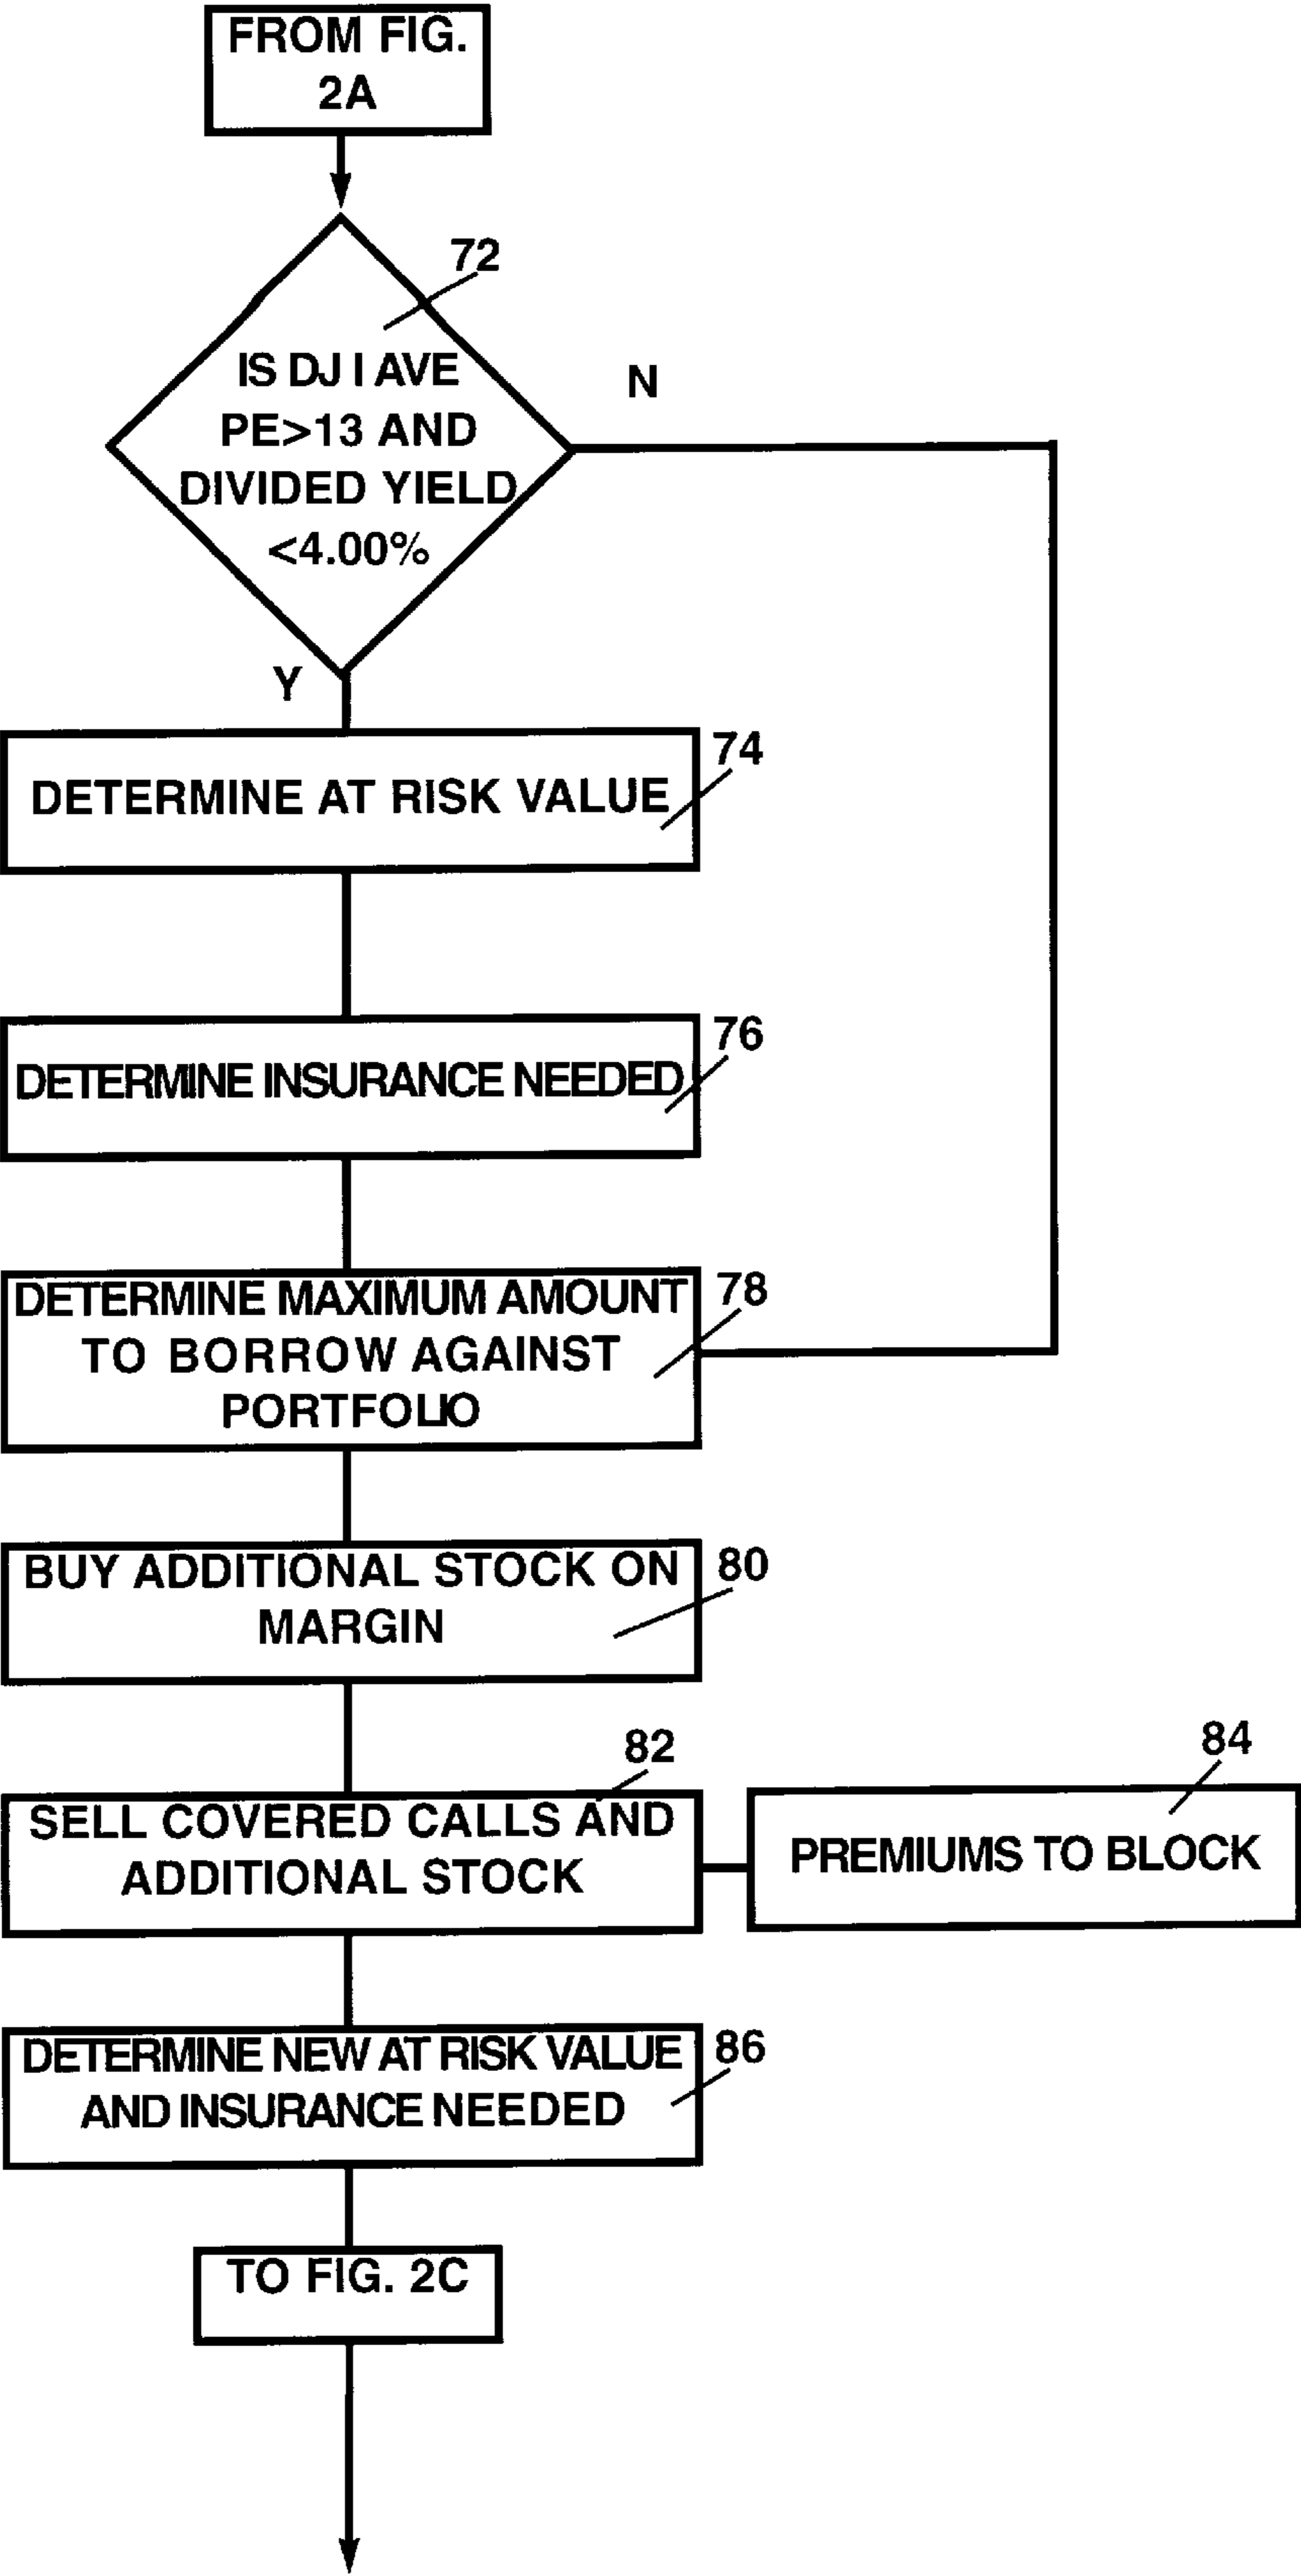 FROM FIG.
2A
72
IS DJ I AVE
PE>13 AND
DIVIDED YIELD
<4.00%
N
Y
74
DETERMINE AT RISK VALUE
76
DETERMINE INSURANCE NEEDED
78
DETERMINE MAXIMUM AMOUNT
TO BORROW AGAINST
PORTFOLIO
80
BUY ADDITIONAL STOCK ON
MARGIN
82
SELL COVERED CALLS AND
ADDITIONAL STOCK
84
PREMIUMS TO BLOCK
86
DETERMINE NEW AT RISK VALUE
AND INSURANCE NEEDED
TO FIG. 2C